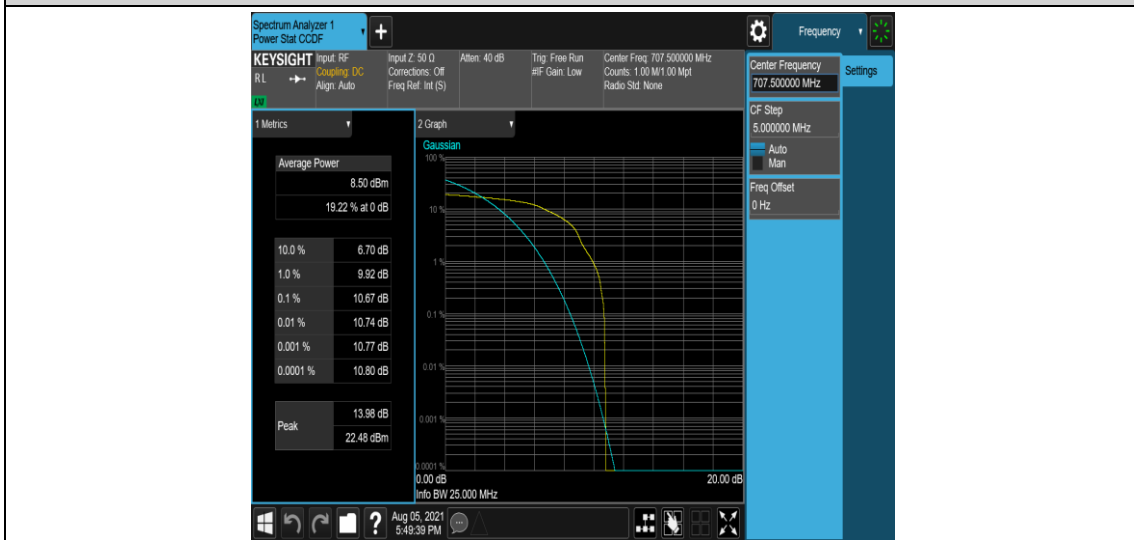 Spectrum Analyzer 1
Power Stat CCDF
+
Frequency
KEYSIGHT
RL
Input: RF
Coupling: DC
Align: Auto
Input Z: 50 Ω
Corrections: Off
Freq Ref: Int (S)
Atten: 40 dB
Trig: Free Run
#IF Gain: Low
Center Freq: 707.500000 MHz
Counts: 1.00 M/1.00 Mpt
Radio Std: None
LXI
1 Metrics
Average Power
8.50 dBm
19.22 % at 0 dB
10.0 % 6.70 dB
1.0 % 9.92 dB
0.1 % 10.67 dB
0.01 % 10.74 dB
0.001 % 10.77 dB
0.0001 % 10.80 dB
Peak
13.98 dB
22.48 dBm
2 Graph
Gaussian
100 %
10 %
1 %
0.1 %
0.01 %
0.001 %
0.0001 %
0.00 dB
20.00 dB
Info BW 25.000 MHz
Center Frequency
707.500000 MHz
Settings
CF Step
5.000000 MHz
Auto
Man
Freq Offset
0 Hz
?
Aug 05, 2021
5:49:39 PM